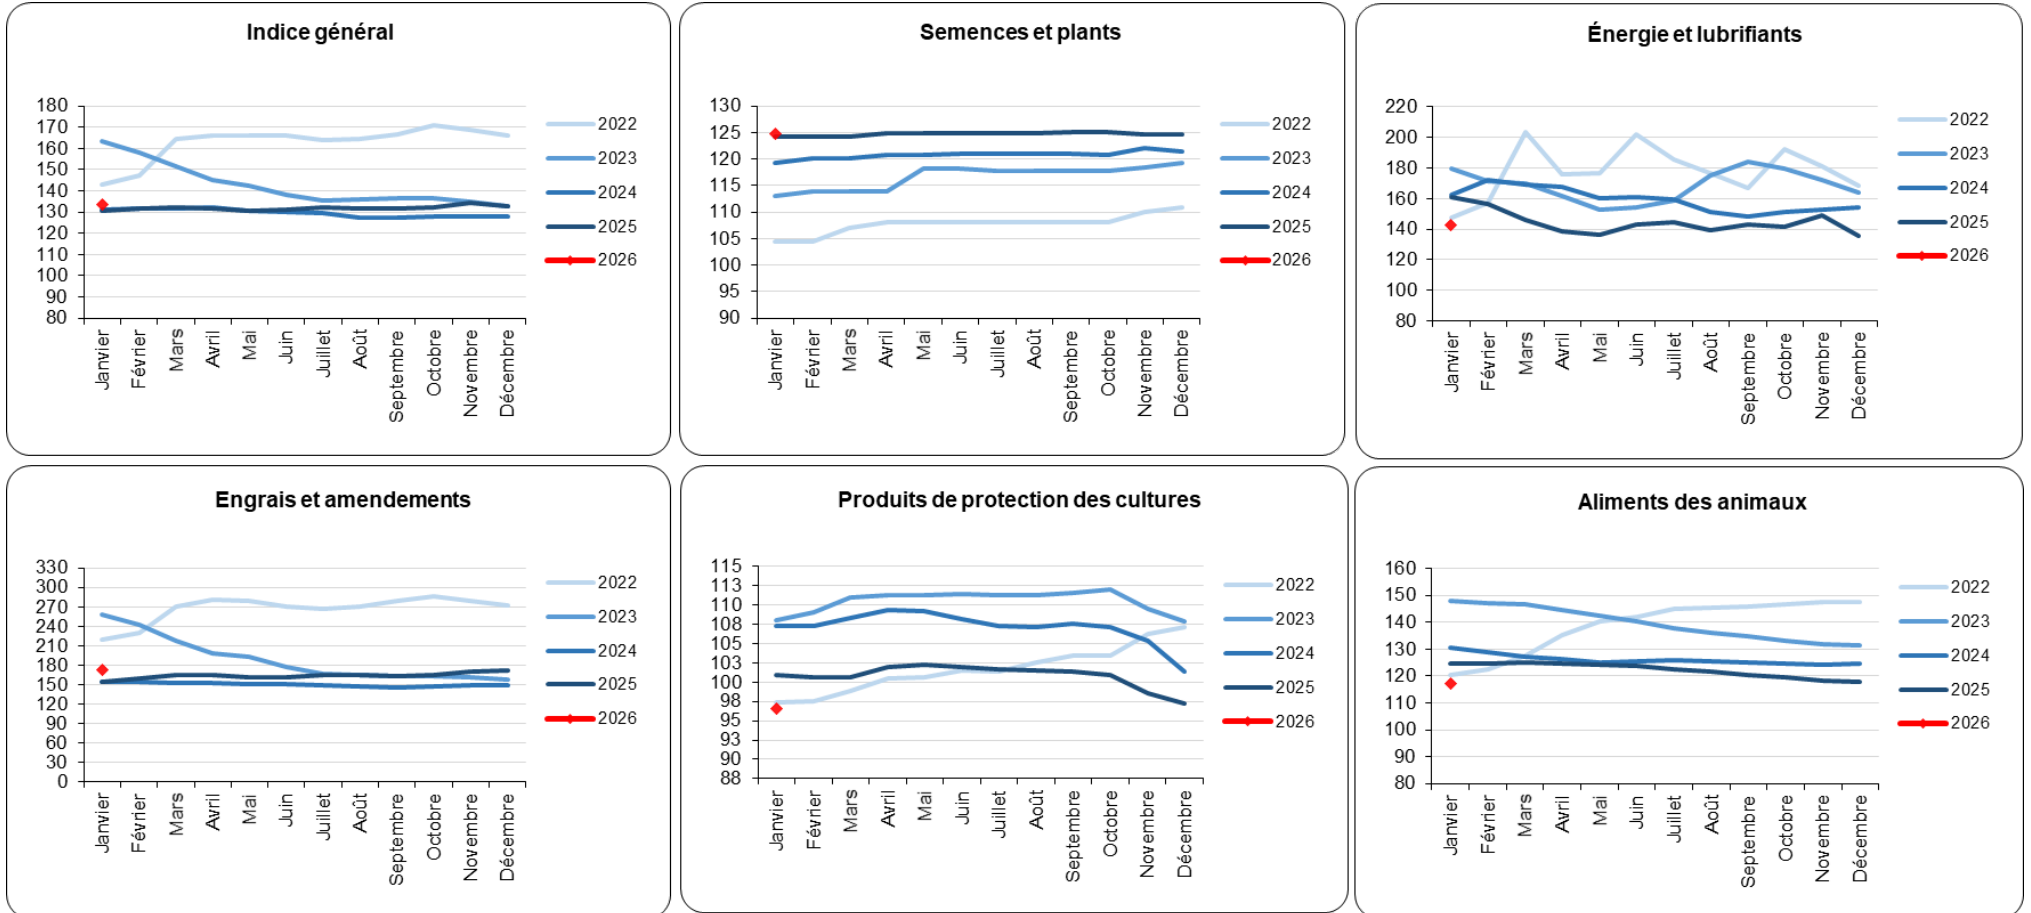 Indice général
180
170
160
150
140
130
120
110
100
90
80
Janvier
Février
Mars
Avril
Mai
Juin
Juillet
Août
Septembre
Octobre
Novembre
Décembre
2022
2023
2024
2025
2026
Semences et plants
130
125
120
115
110
105
100
95
90
Janvier
Février
Mars
Avril
Mai
Juin
Juillet
Août
Septembre
Octobre
Novembre
Décembre
2022
2023
2024
2025
2026
Énergie et lubrifiants
220
200
180
160
140
120
100
80
Janvier
Février
Mars
Avril
Mai
Juin
Juillet
Août
Septembre
Octobre
Novembre
Décembre
2022
2023
2024
2025
2026
Engrais et amendements
330
300
270
240
210
180
150
120
90
60
30
0
Janvier
Février
Mars
Avril
Mai
Juin
Juillet
Août
Septembre
Octobre
Novembre
Décembre
2022
2023
2024
2025
2026
Produits de protection des cultures
115
113
110
108
105
103
100
98
95
93
90
88
Janvier
Février
Mars
Avril
Mai
Juin
Juillet
Août
Septembre
Octobre
Novembre
Décembre
2022
2023
2024
2025
2026
Aliments des animaux
160
150
140
130
120
110
100
90
80
Janvier
Février
Mars
Avril
Mai
Juin
Juillet
Août
Septembre
Octobre
Novembre
Décembre
2022
2023
2024
2025
2026